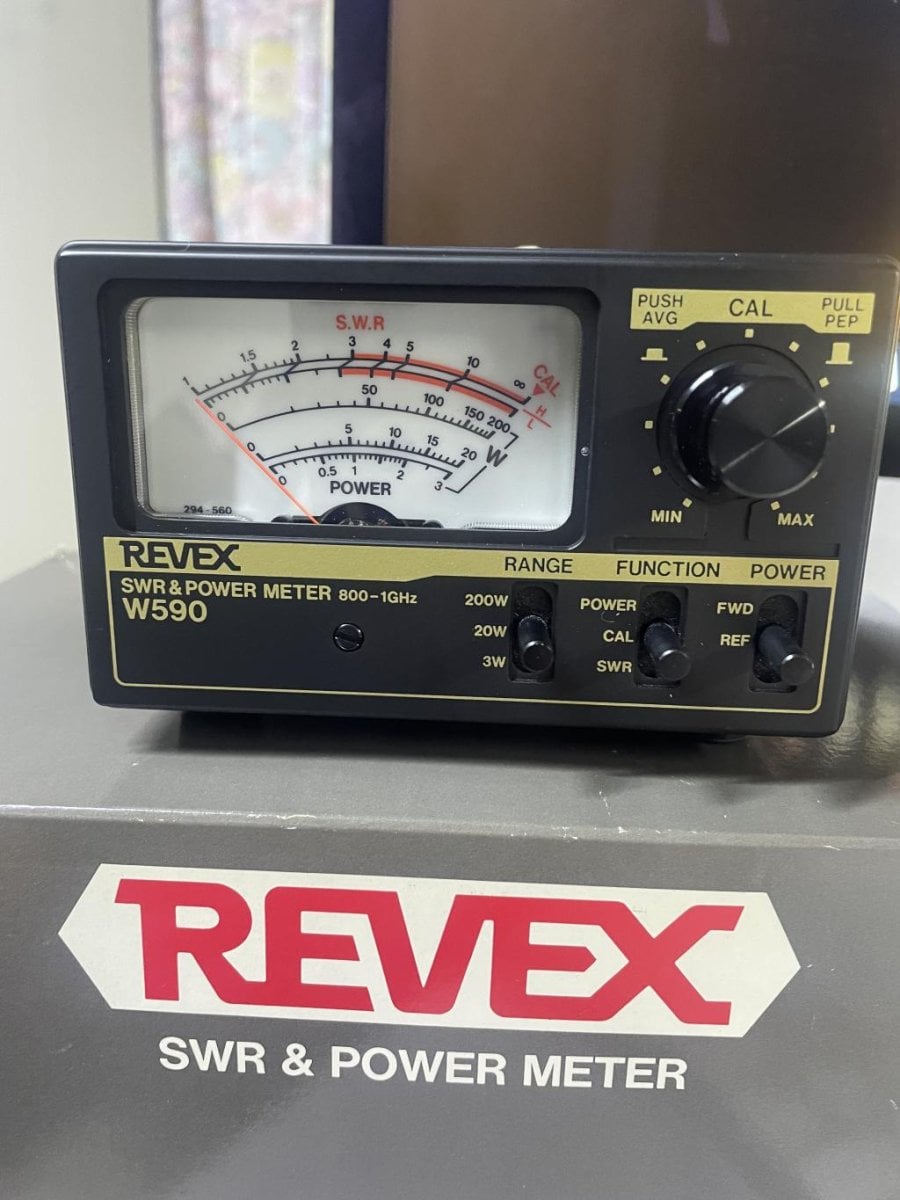 S.W.R
1 1.5 2 3 4 5 10 ∞
CAL
H/L
0 50 100 150 200
0 5 10 15 20
W
0 0.5 1 2 3
POWER
294-560
PUSH AVG
CAL
PULL PEP
MIN
MAX
REVEX
SWR & POWER METER 800-1GHz
W590
RANGE
200W
20W
3W
FUNCTION
POWER
CAL
SWR
POWER
FWD
REF
REVEX
SWR & POWER METER